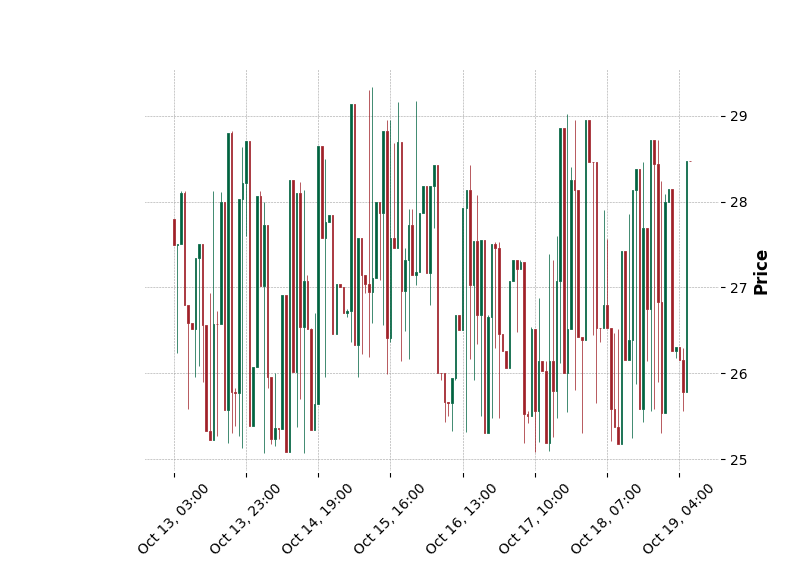 29
28
27
26
25
Price
Oct 13, 03:00
Oct 13, 23:00
Oct 14, 19:00
Oct 15, 16:00
Oct 16, 13:00
Oct 17, 10:00
Oct 18, 07:00
Oct 19, 04:00